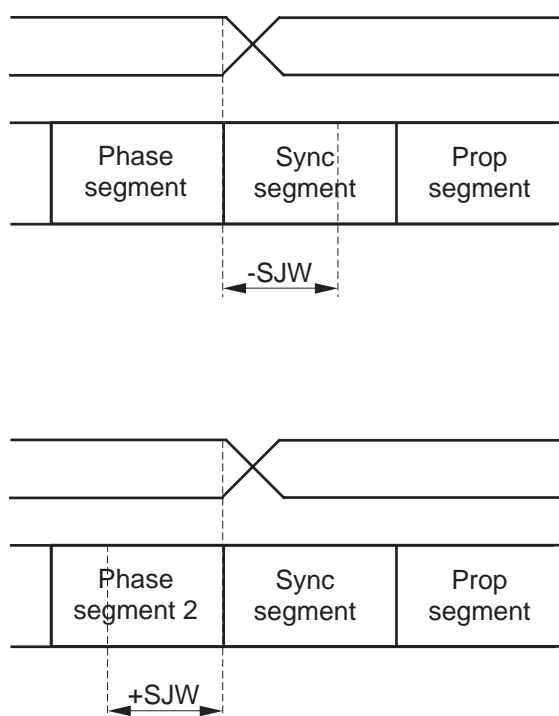 Phase
segment
Sync
segment
Prop
segment
-SJW
Phase
segment 2
Sync
segment
Prop
segment
+SJW